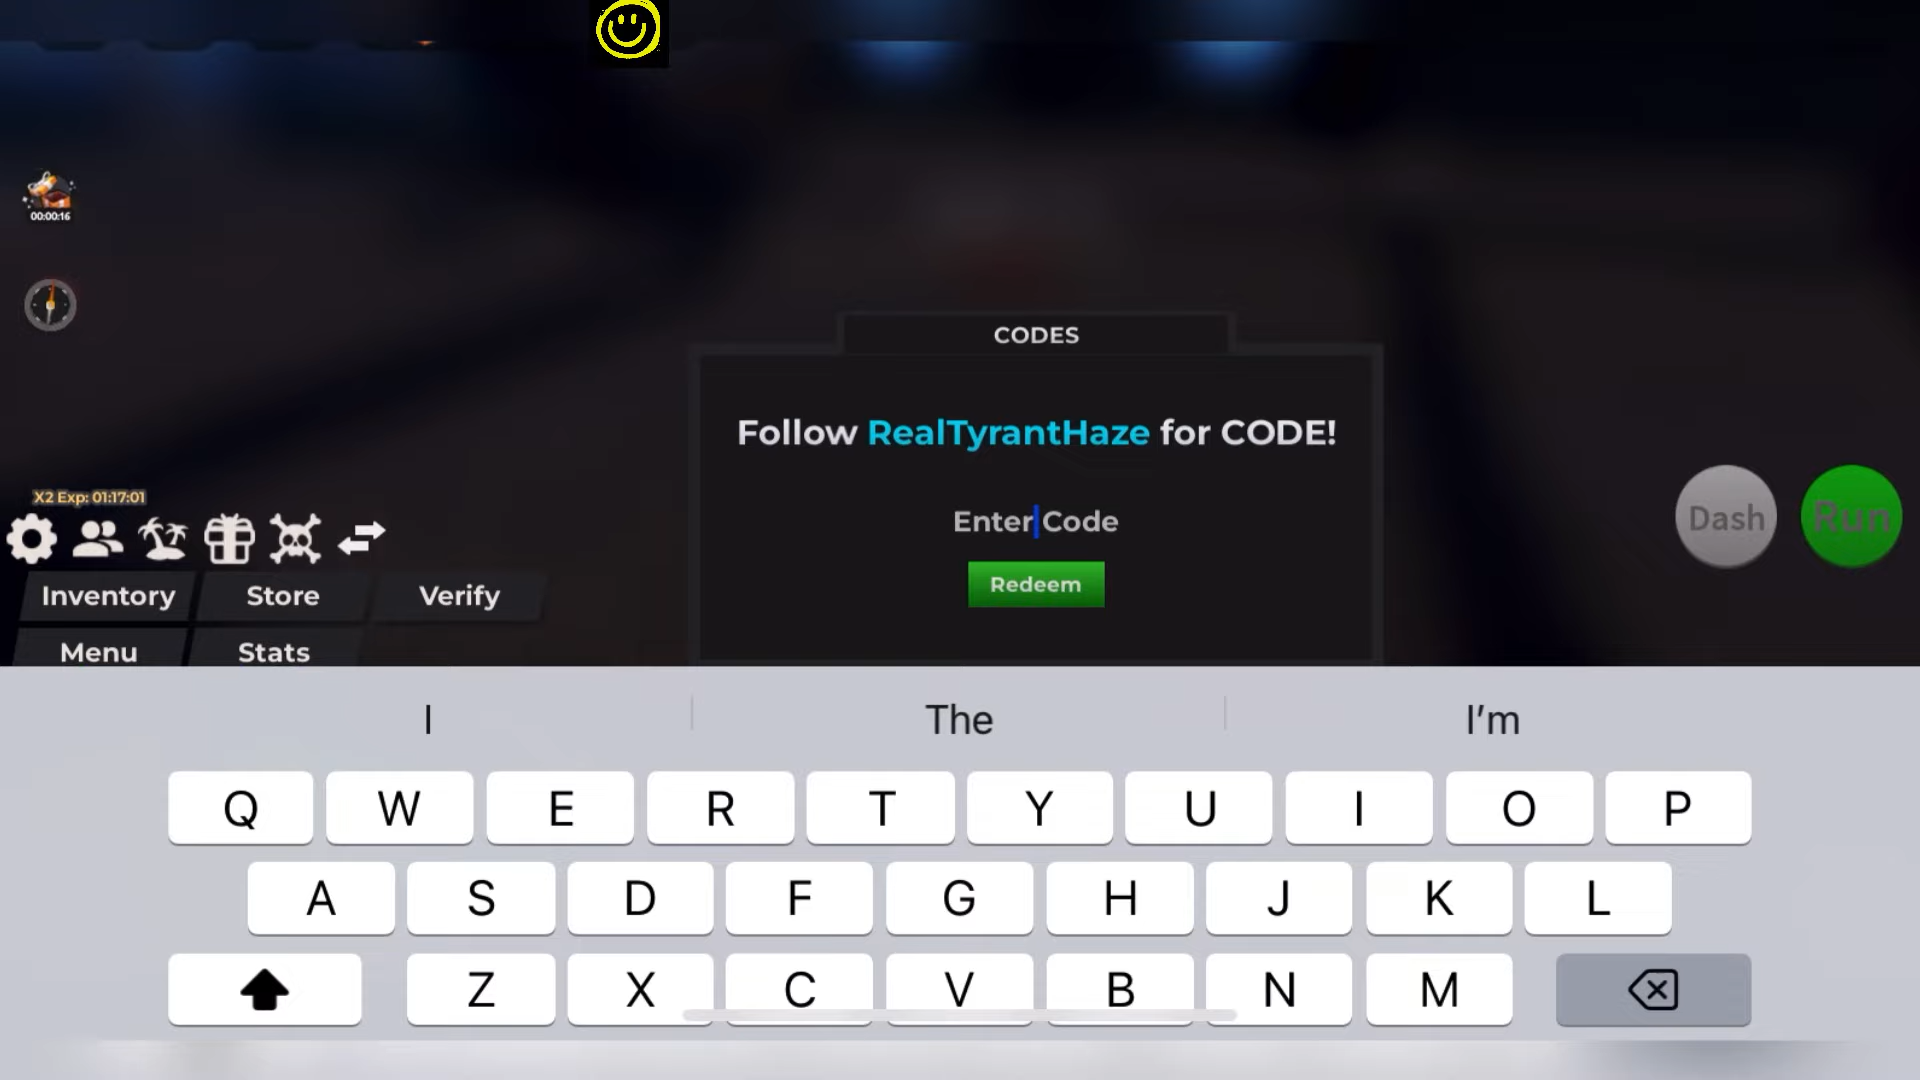 00:00:16
CODES
Follow RealTyrantHaze for CODE!
Enter Code
Redeem
Dash
Run
X2 Exp: 01:17:01
Inventory
Store
Verify
Menu
Stats
I
The
I'm
Q W E R T Y U I O P
A S D F G H J K L
Z X C V B N M